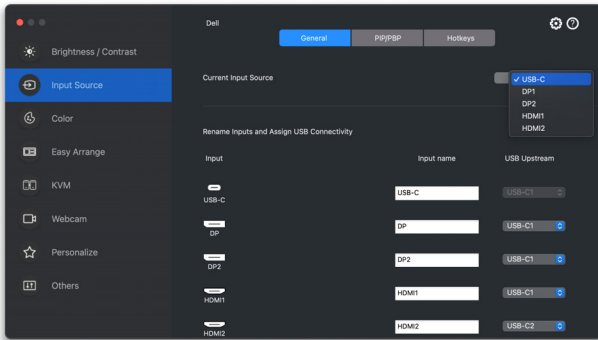 Dell
General PIP/PBP Hotkeys
Brightness / Contrast
Input Source
Color
Easy Arrange
KVM
Webcam
Personalize
Others
Current Input Source
✓ USB-C
DP1
DP2
HDMI1
HDMI2
Rename Inputs and Assign USB Connectivity
Input Input name USB Upstream
USB-C USB-C USB-C1
DP DP USB-C1
DP2 DP2 USB-C1
HDMI1 HDMI1 USB-C1
HDMI2 HDMI2 USB-C2